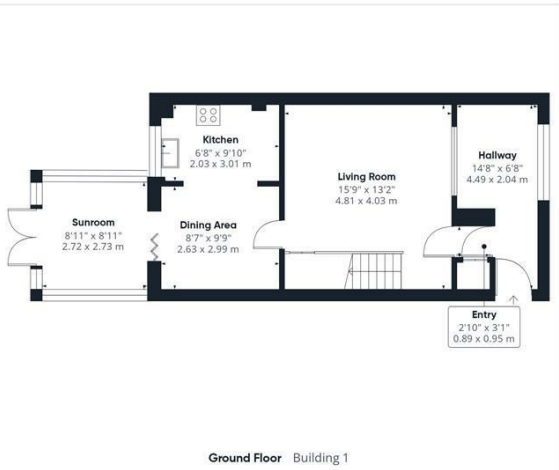 Kitchen
6'8" x 9'10"
2.03 x 3.01 m
Living Room
15'9" x 13'2"
4.81 x 4.03 m
Hallway
14'8" x 6'8"
4.49 x 2.04 m
Sunroom
8'11" x 8'11"
2.72 x 2.73 m
Dining Area
8'7" x 9'9"
2.63 x 2.99 m
Entry
2'10" x 3'1"
0.89 x 0.95 m
Ground Floor Building 1